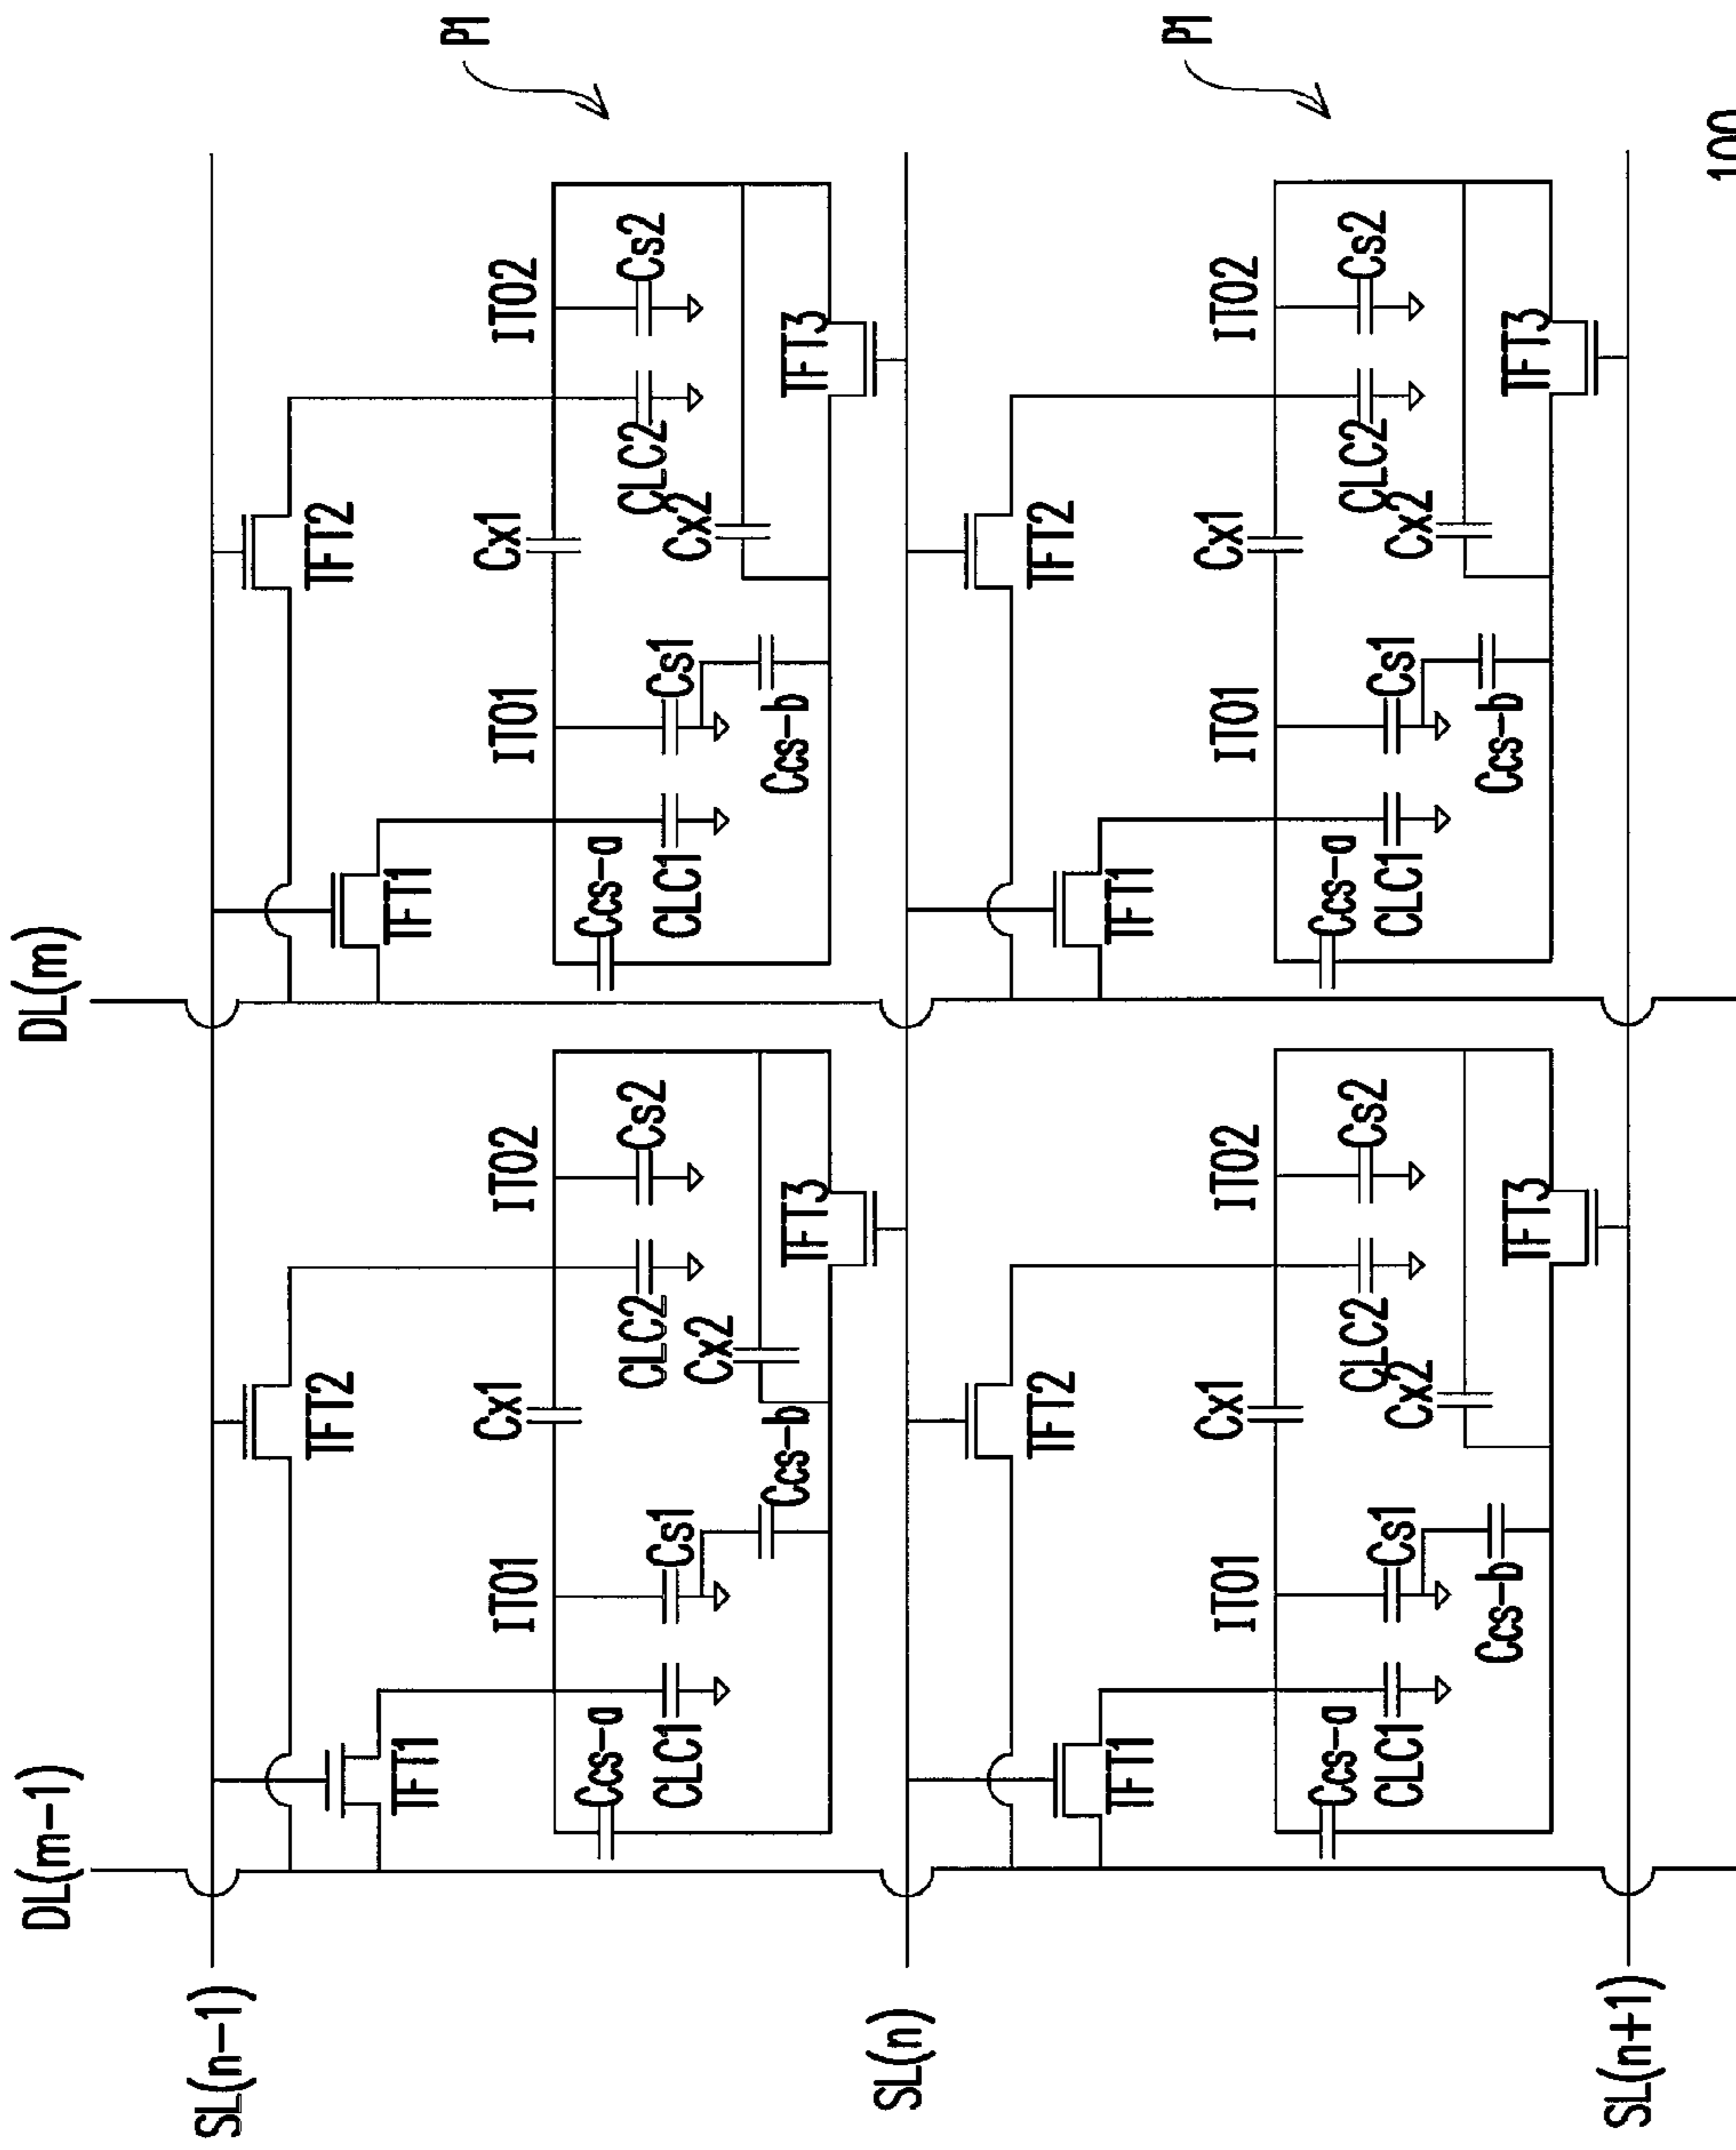 DL(m-1)
DL(m)
SL(n-1)
TFT2
TFT2
TFT1
TFT1
P1
ITO1
Cx1
ITO2
ITO1
Cx1
ITO2
Ccs-a
Cs2
Ccs-a
Cs2
CLC1
Cs1
CLC2
CLC1
Cs1
CLC2
Cx2
Cx2
Ccs-b
TFT3
Ccs-b
TFT3
SL(n)
TFT2
TFT2
TFT1
TFT1
P1
ITO1
Cx1
ITO2
ITO1
Cx1
ITO2
Ccs-a
Cs2
Ccs-a
Cs2
CLC1
Cs1
CLC2
CLC1
Cs1
CLC2
Cx2
Cx2
Ccs-b
TFT3
Ccs-b
TFT3
SL(n+1)
100